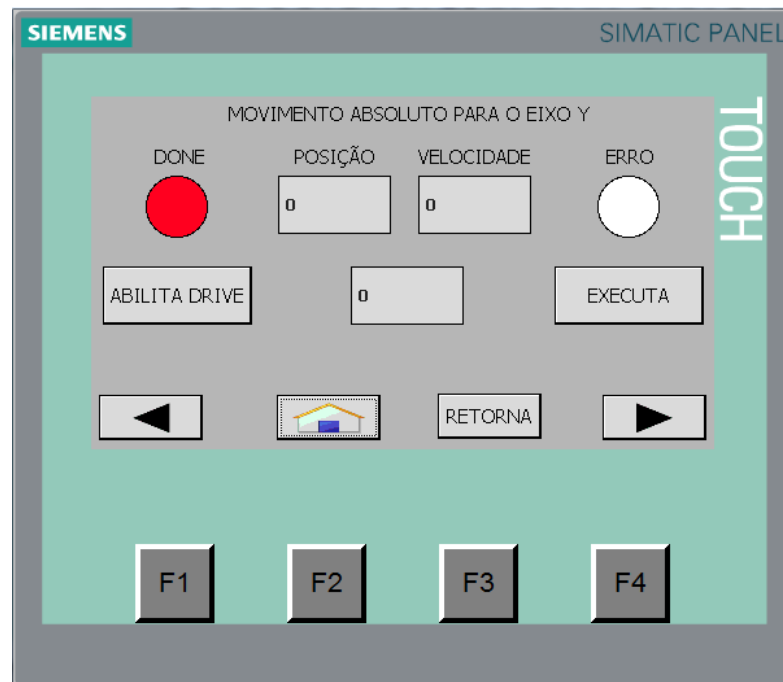 SIEMENS
SIMATIC PANEL
TOUCH
MOVIMENTO ABSOLUTO PARA O EIXO Y
DONE POSIÇÃO VELOCIDADE ERRO
0 0
ABILITA DRIVE 0 EXECUTA
RETORNA
F1 F2 F3 F4